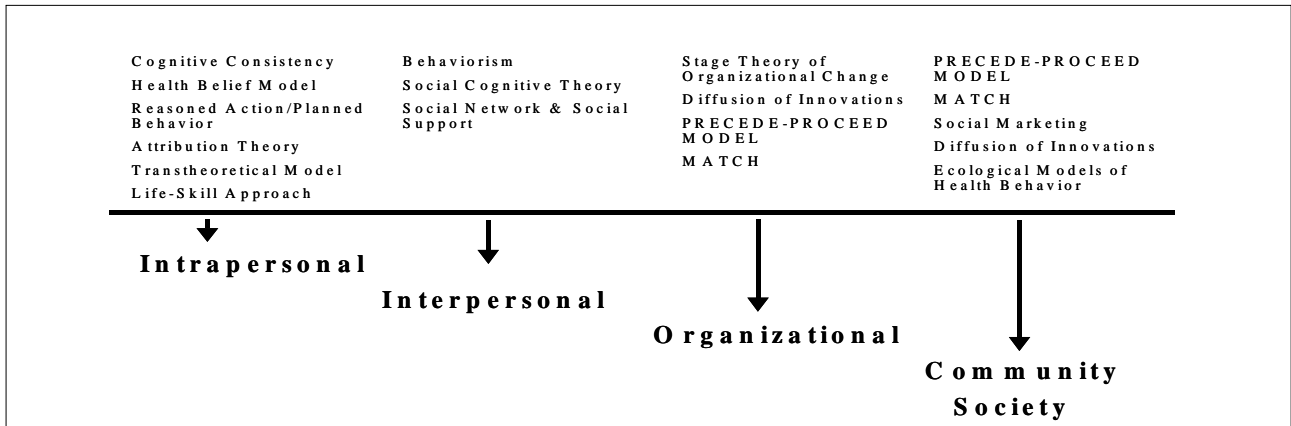 Cognitive Consistency
Health Belief Model
Reasoned Action/Planned
Behavior
Attribution Theory
Transtheoretical Model
Life-Skill Approach
Behaviorism
Social Cognitive Theory
Social Network & Social
Support
Stage Theory of
Organizational Change
Diffusion of Innovations
PRECEDE-PROCEED
MODEL
MATCH
PRECEDE-PROCEED
MODEL
MATCH
Social Marketing
Diffusion of Innovations
Ecological Models of
Health Behavior
Intrapersonal
Interpersonal
Organizational
Community
Society